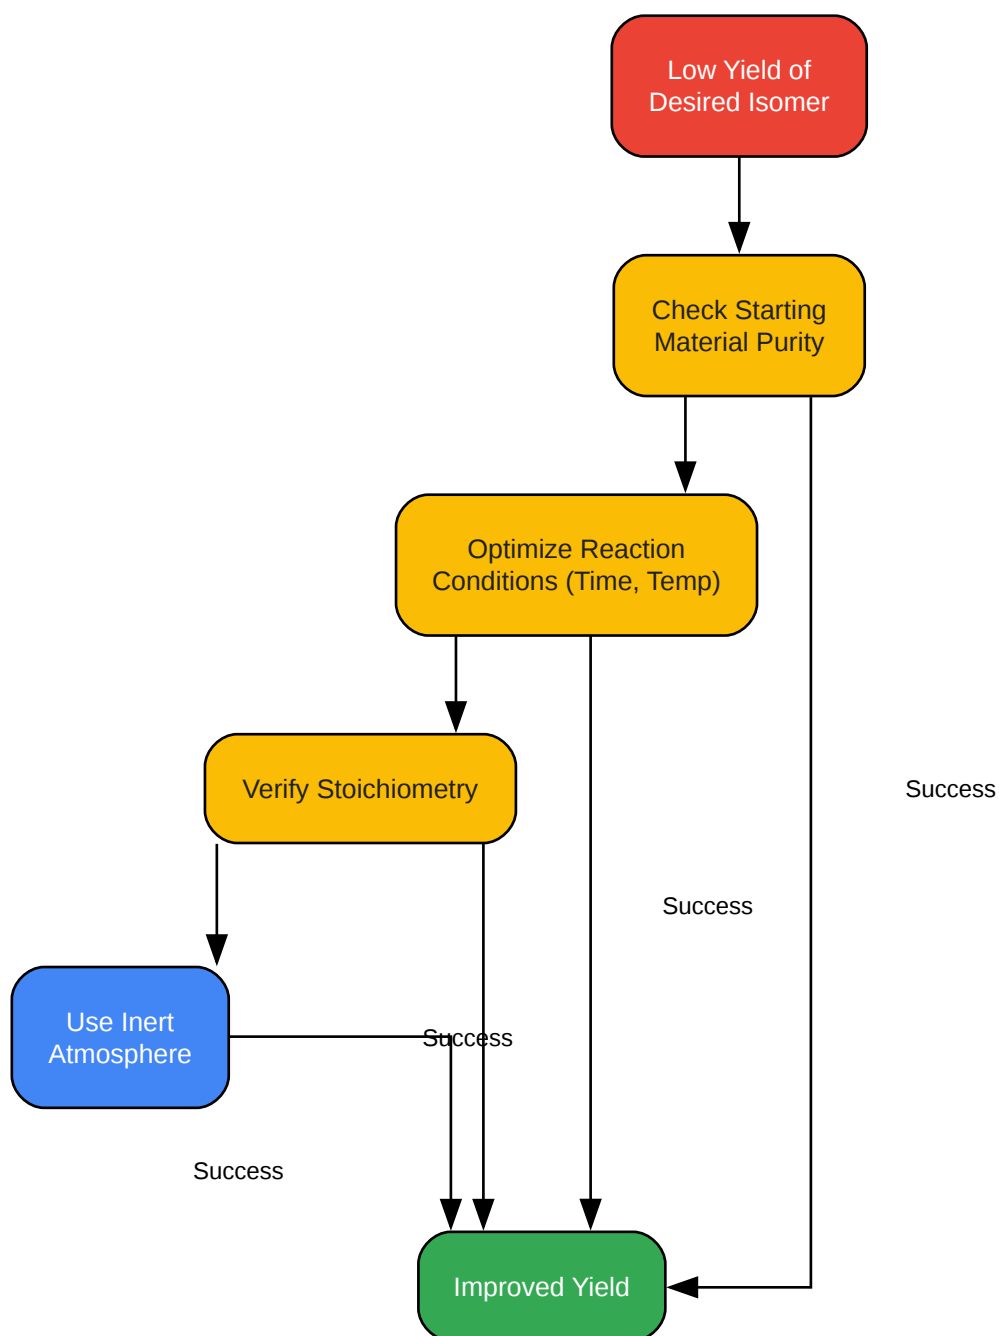 Low Yield of
Desired Isomer
Check Starting
Material Purity
Optimize Reaction
Conditions (Time, Temp)
Verify Stoichiometry
Success
Success
Use Inert
Atmosphere
Success
Success
Improved Yield